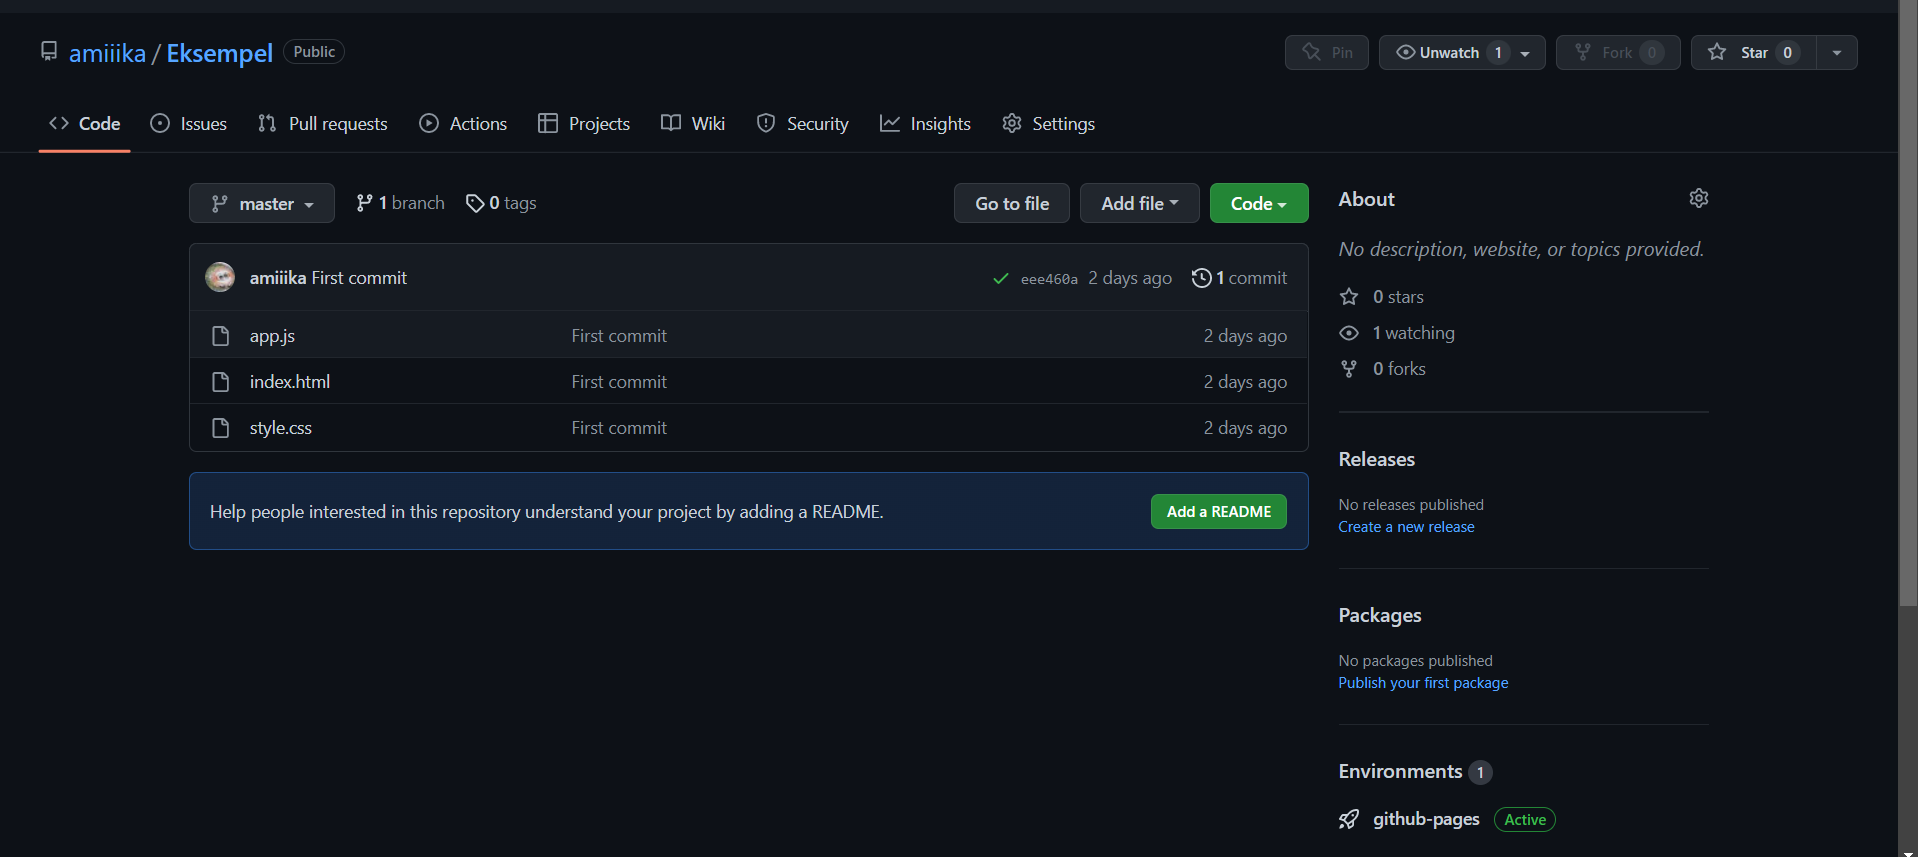 amiiika / Eksempel Public
Pin Unwatch 1 Fork 0 Star 0
Code Issues Pull requests Actions Projects Wiki Security Insights Settings
master 1 branch 0 tags Go to file Add file Code
amiiika First commit eee460a 2 days ago 1 commit
app.js First commit 2 days ago
index.html First commit 2 days ago
style.css First commit 2 days ago
Help people interested in this repository understand your project by adding a README. Add a README
About
No description, website, or topics provided.
0 stars
1 watching
0 forks
Releases
No releases published
Create a new release
Packages
No packages published
Publish your first package
Environments 1
github-pages Active